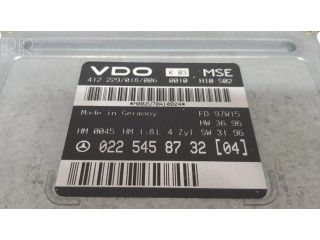 RR
VDO K 03 MSE
412 229/018/006 0010 H10 S02
Made in Germany FD 97W15
HW 36 96
HM 0045 HM 1.8L 4 Zyl SW 31 96
022 545 87 32 [04]